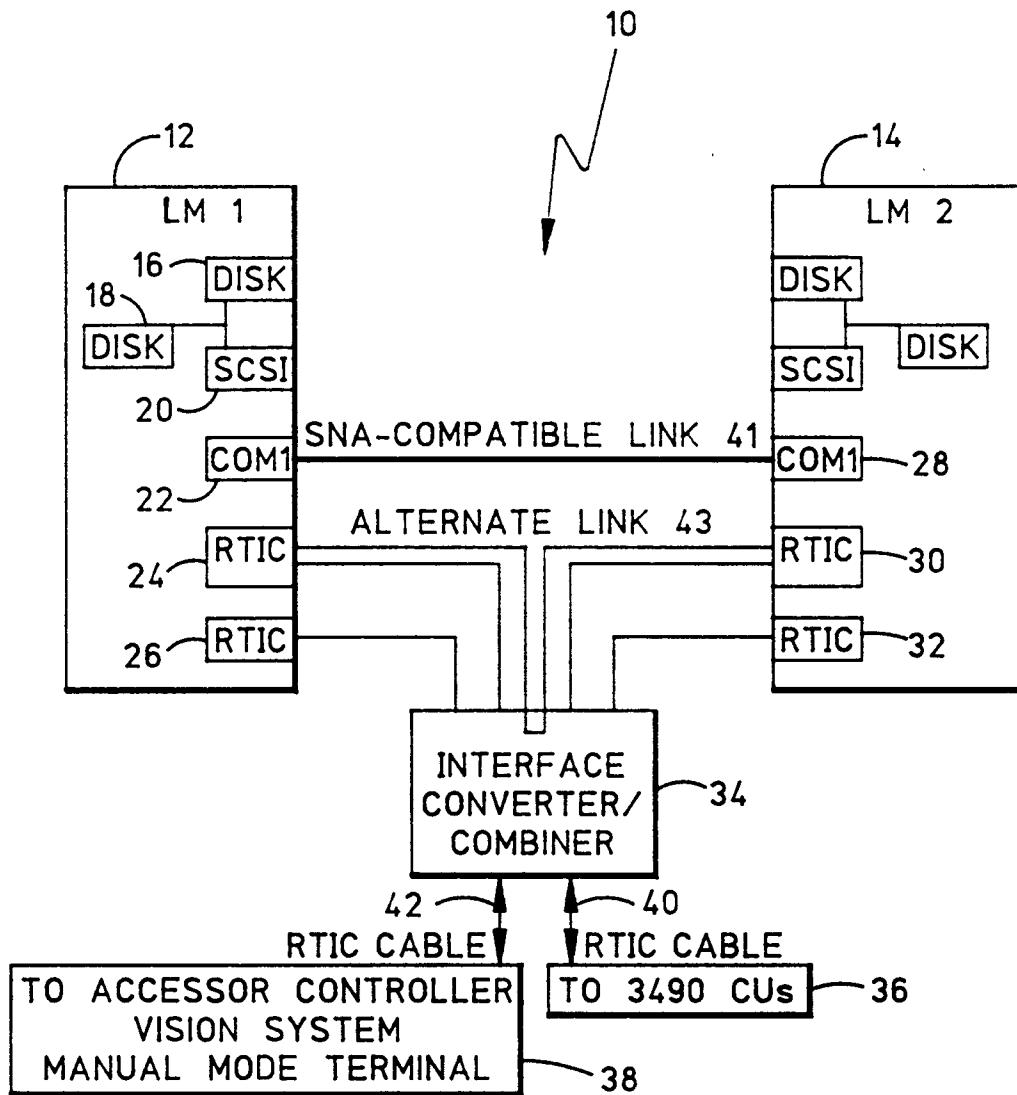 10
12
14
LM 1
LM 2
16
DISK
DISK
18
DISK
DISK
SCSI
SCSI
20
SNA-COMPATIBLE LINK 41
COM1
COM1
28
22
ALTERNATE LINK 43
RTIC
RTIC
24
30
RTIC
RTIC
26
32
INTERFACE
CONVERTER/
COMBINER
34
42
40
RTIC CABLE
RTIC CABLE
TO ACCESSOR CONTROLLER
VISION SYSTEM
MANUAL MODE TERMINAL
TO 3490 CUs
36
38